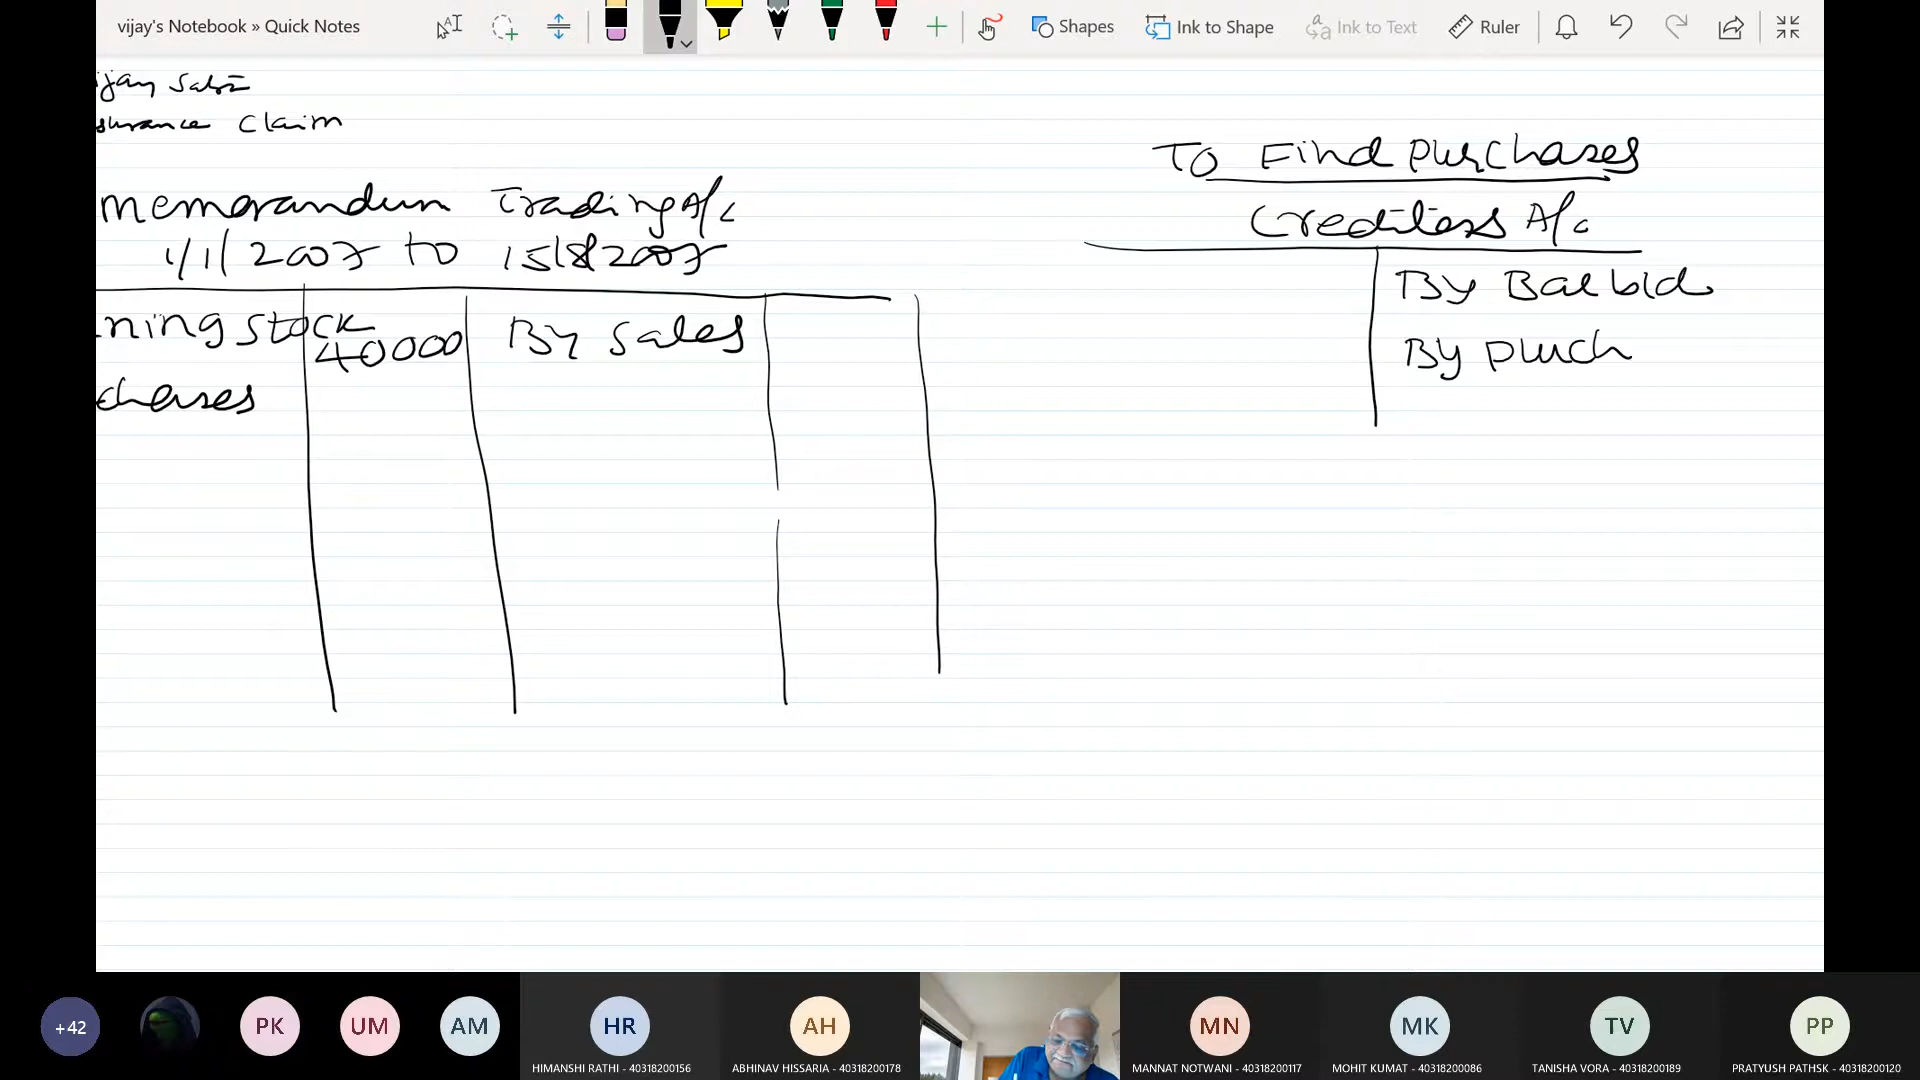 vijay's Notebook » Quick Notes
Shapes
Ink to Shape
Ink to Text
Ruler
ijay Sales
surance Claim
Memorandum Trading A/c
1/1/2007 to 15/8/2007
ning Stock
40000
By Sales
chases
To Find Purchases
Creditors A/c
By Bal b/d
By Purch
+42
PK
UM
AM
HR
HIMANSHI RATHI - 40318200156
AH
ABHINAV HISSARIA - 40318200178
MN
MANNAT NOTWANI - 40318200117
MK
MOHIT KUMAT - 40318200086
TV
TANISHA VORA - 40318200189
PP
PRATYUSH PATHSK - 40318200120